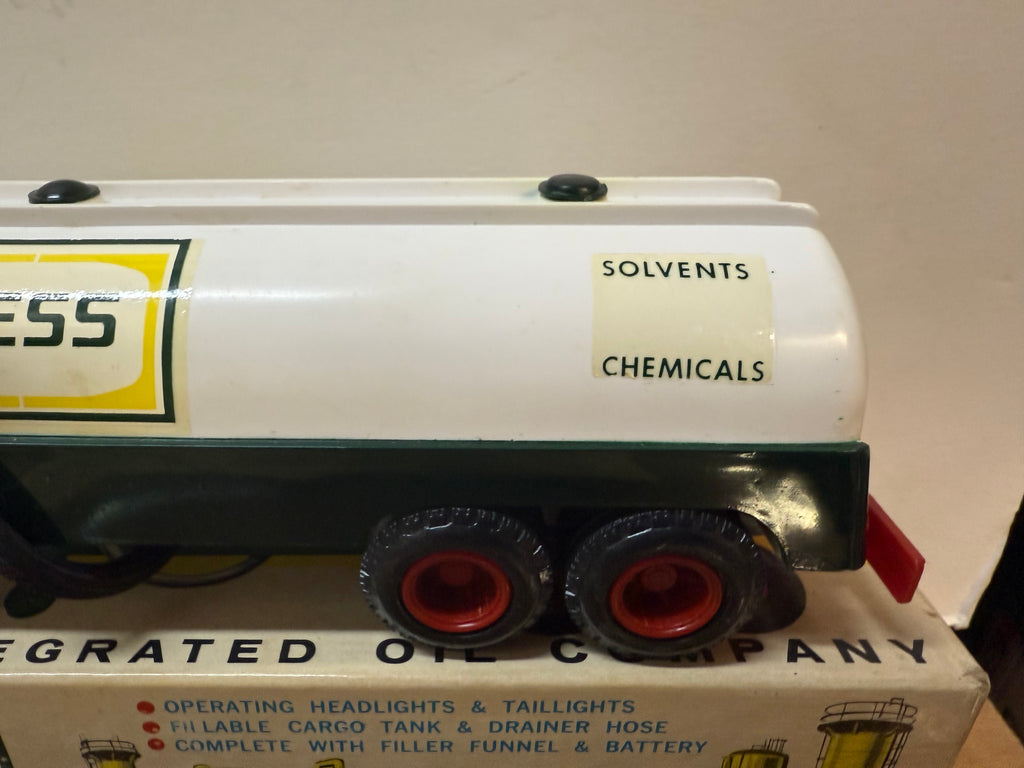 SOLVENTS
ESS
CHEMICALS
EGRATED OIL COMPANY
OPERATING HEADLIGHTS & TAILLIGHTS
FILLABLE CARGO TANK & DRAINER HOSE
COMPLETE WITH FILLER FUNNEL & BATTERY